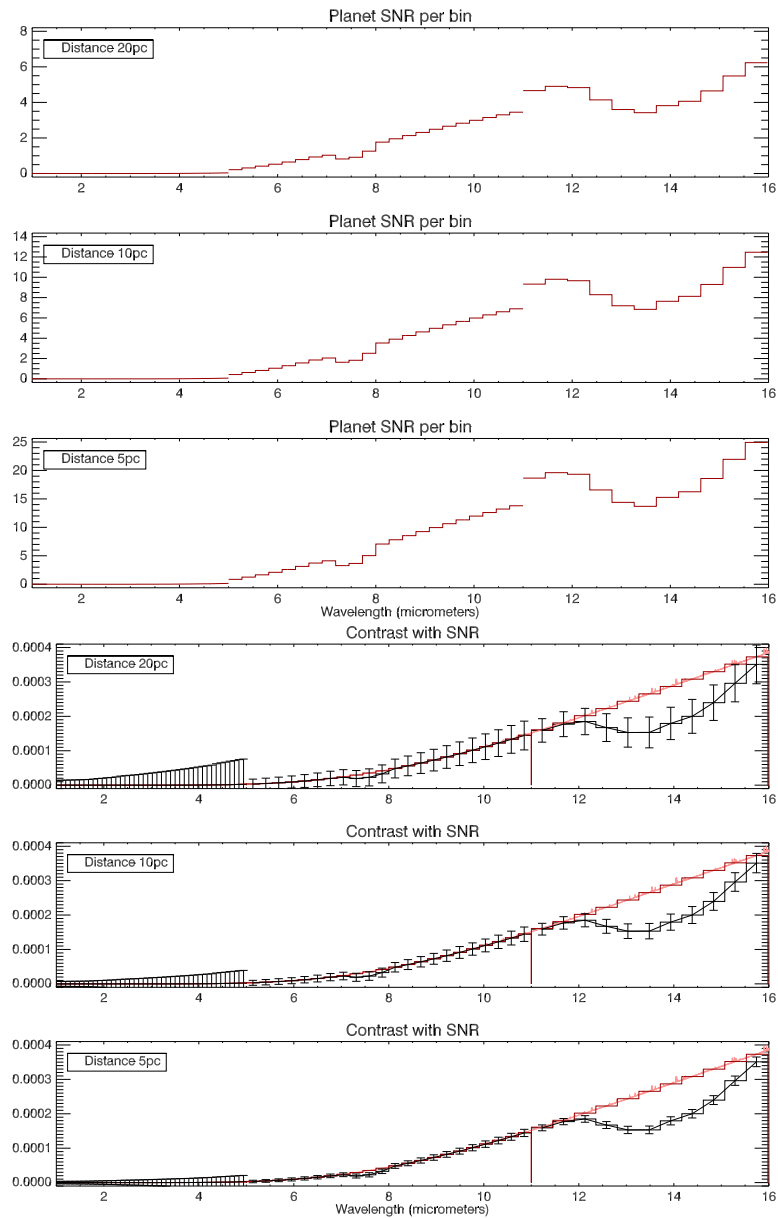 Planet SNR per bin
8
6
4
2
0
Distance 20pc
2 4 6 8 10 12 14 16
Planet SNR per bin
14
12
10
8
6
4
2
0
Distance 10pc
2 4 6 8 10 12 14 16
Planet SNR per bin
25
20
15
10
5
0
Distance 5pc
2 4 6 8 10 12 14 16
Wavelength (micrometers)
Contrast with SNR
0.0004
0.0003
0.0002
0.0001
0.0000
Distance 20pc
2 4 6 8 10 12 14 16
Contrast with SNR
0.0004
0.0003
0.0002
0.0001
0.0000
Distance 10pc
2 4 6 8 10 12 14 16
Contrast with SNR
0.0004
0.0003
0.0002
0.0001
0.0000
Distance 5pc
2 4 6 8 10 12 14 16